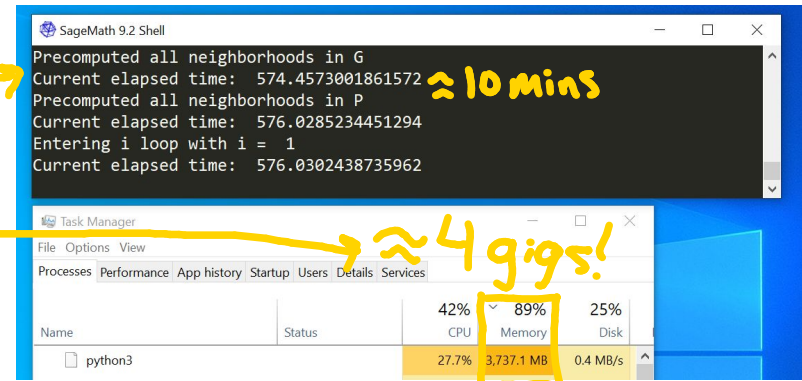 SageMath 9.2 Shell
Precomputed all neighborhoods in G
Current elapsed time:  574.4573001861572 ≈ 10 mins
Precomputed all neighborhoods in P
Current elapsed time:  576.0285234451294
Entering i loop with i =  1
Current elapsed time:  576.0302438735962
Task Manager
≈ 4 gigs!
File Options View
Processes Performance App history Startup Users Details Services
42% 89% 25%
Name Status CPU Memory Disk
python3 27.7% 3,737.1 MB 0.4 MB/s